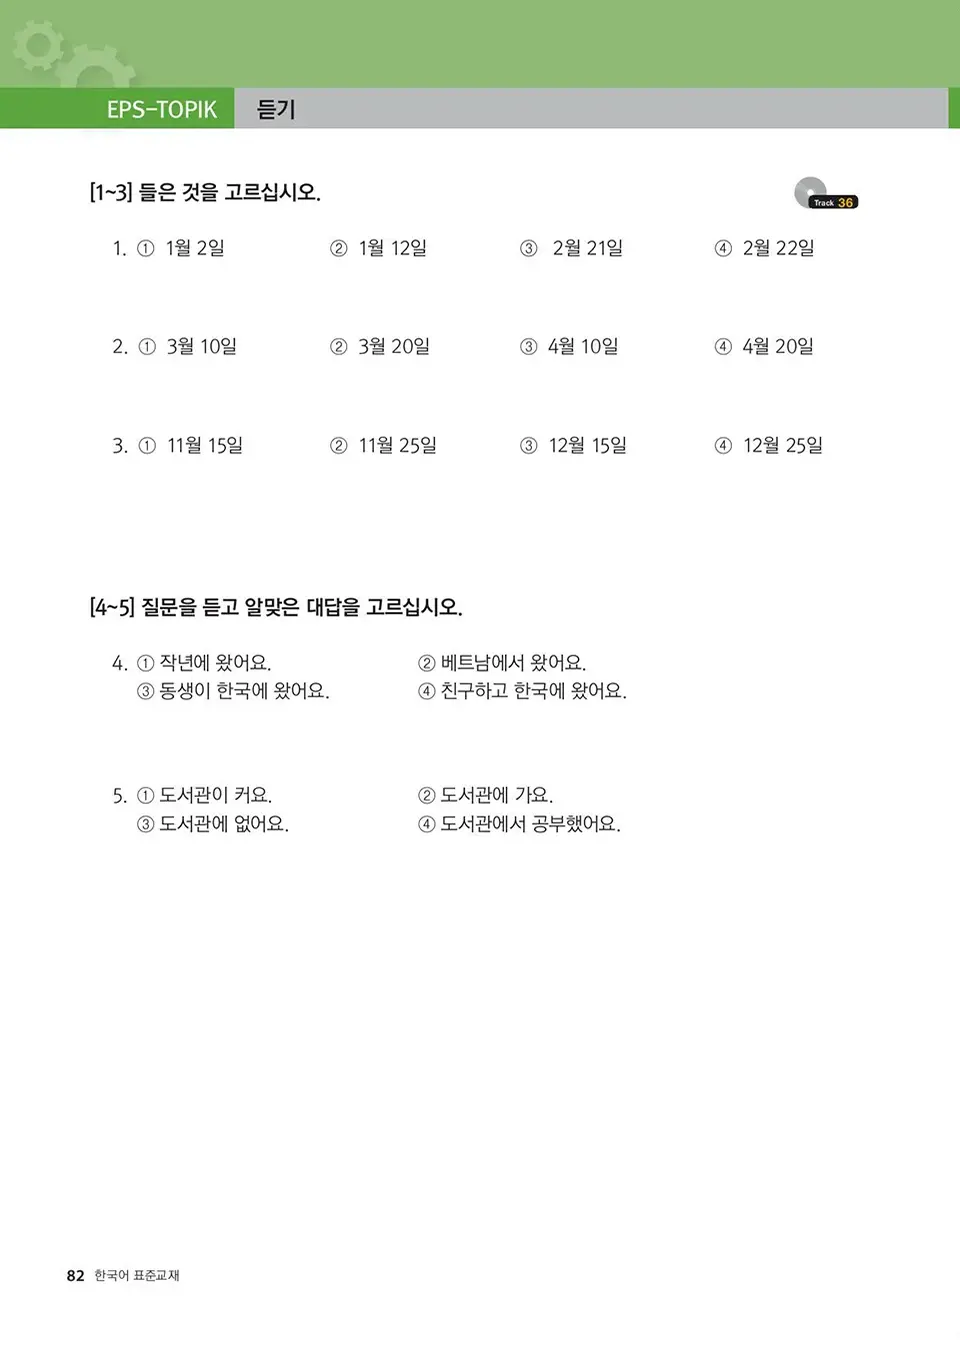 EPS-TOPIK 듣기
[1~3] 들은 것을 고르십시오.
Track 36
1. ① 1월 2일 ② 1월 12일 ③ 2월 21일 ④ 2월 22일
2. ① 3월 10일 ② 3월 20일 ③ 4월 10일 ④ 4월 20일
3. ① 11월 15일 ② 11월 25일 ③ 12월 15일 ④ 12월 25일
[4~5] 질문을 듣고 알맞은 대답을 고르십시오.
4. ① 작년에 왔어요. ② 베트남에서 왔어요.
③ 동생이 한국에 왔어요. ④ 친구하고 한국에 왔어요.
5. ① 도서관이 커요. ② 도서관에 가요.
③ 도서관에 없어요. ④ 도서관에서 공부했어요.
82 한국어 표준교재